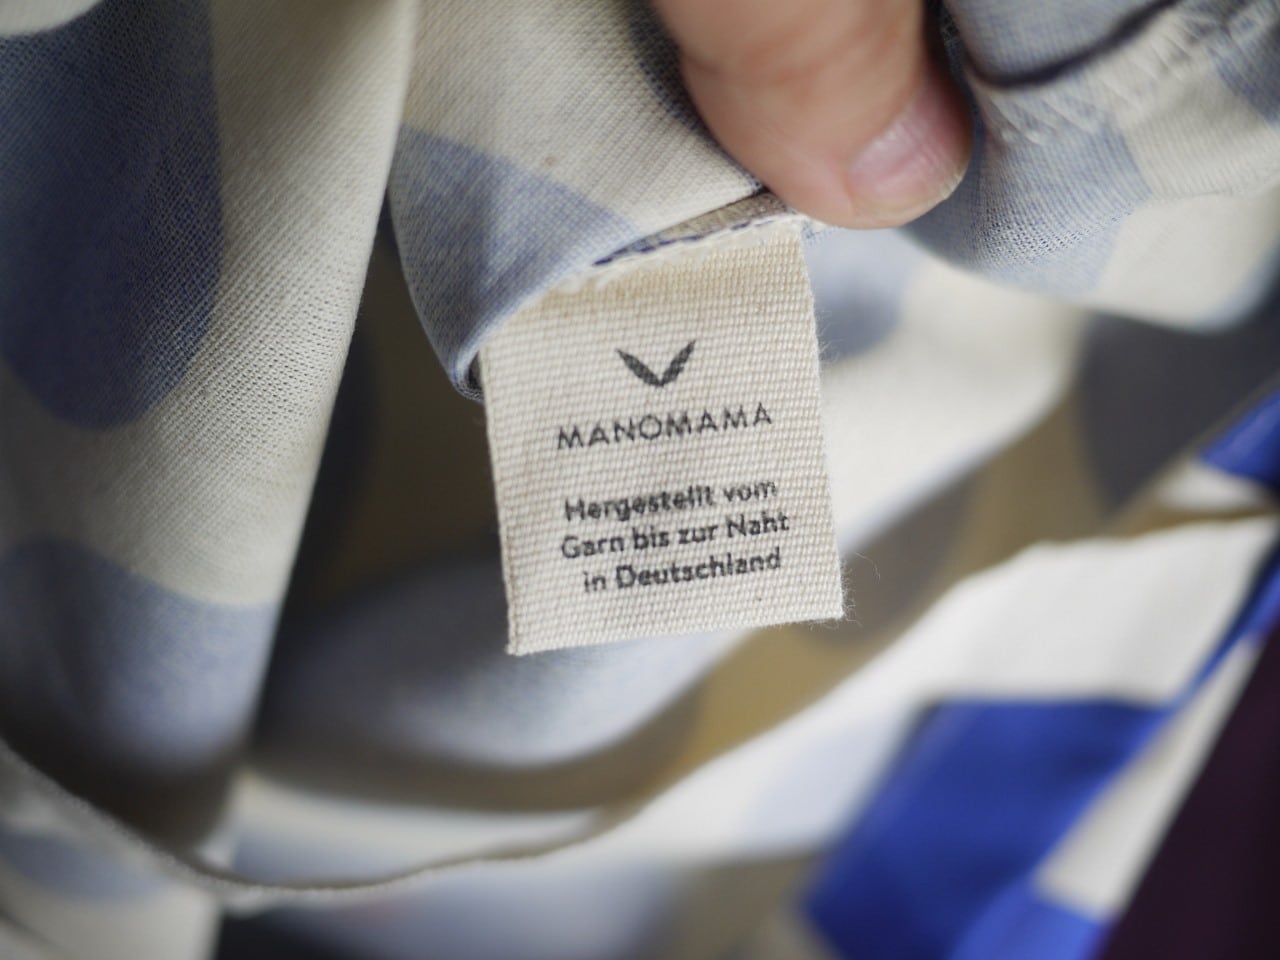 MANOMAMA
Hergestellt vom
Garn bis zur Naht
in Deutschland